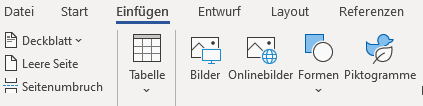 Datei Start Einfügen Entwurf Layout Referenzen
Deckblatt
Leere Seite
Seitenumbruch
Tabelle Bilder Onlinebilder Formen Piktogramme